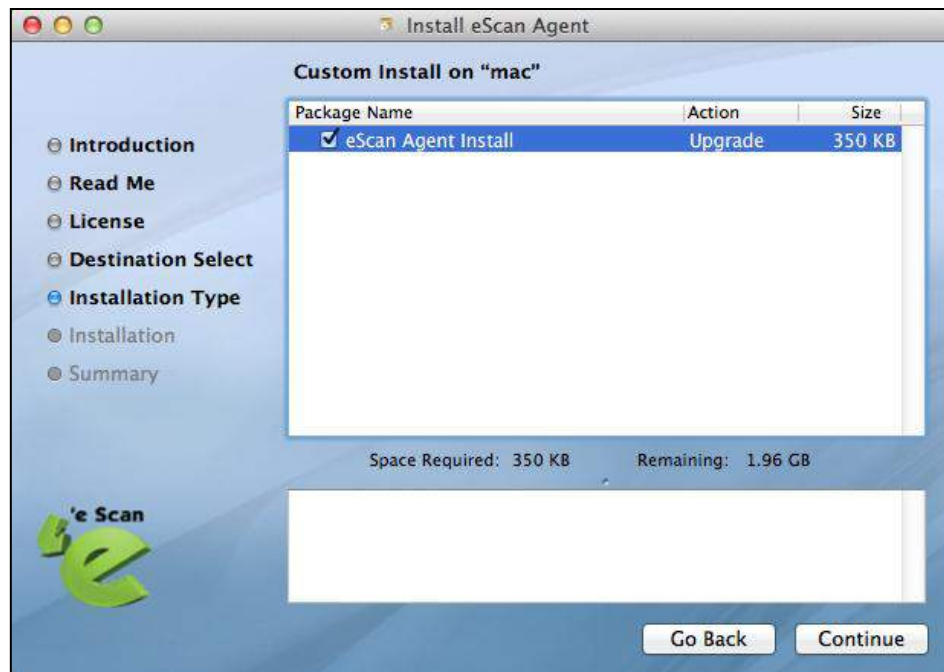 Install eScan Agent
Custom Install on “mac”
Package Name Action Size
eScan Agent Install Upgrade 350 KB
Introduction
Read Me
License
Destination Select
Installation Type
Installation
Summary
Space Required: 350 KB Remaining: 1.96 GB
'e Scan
Go Back Continue